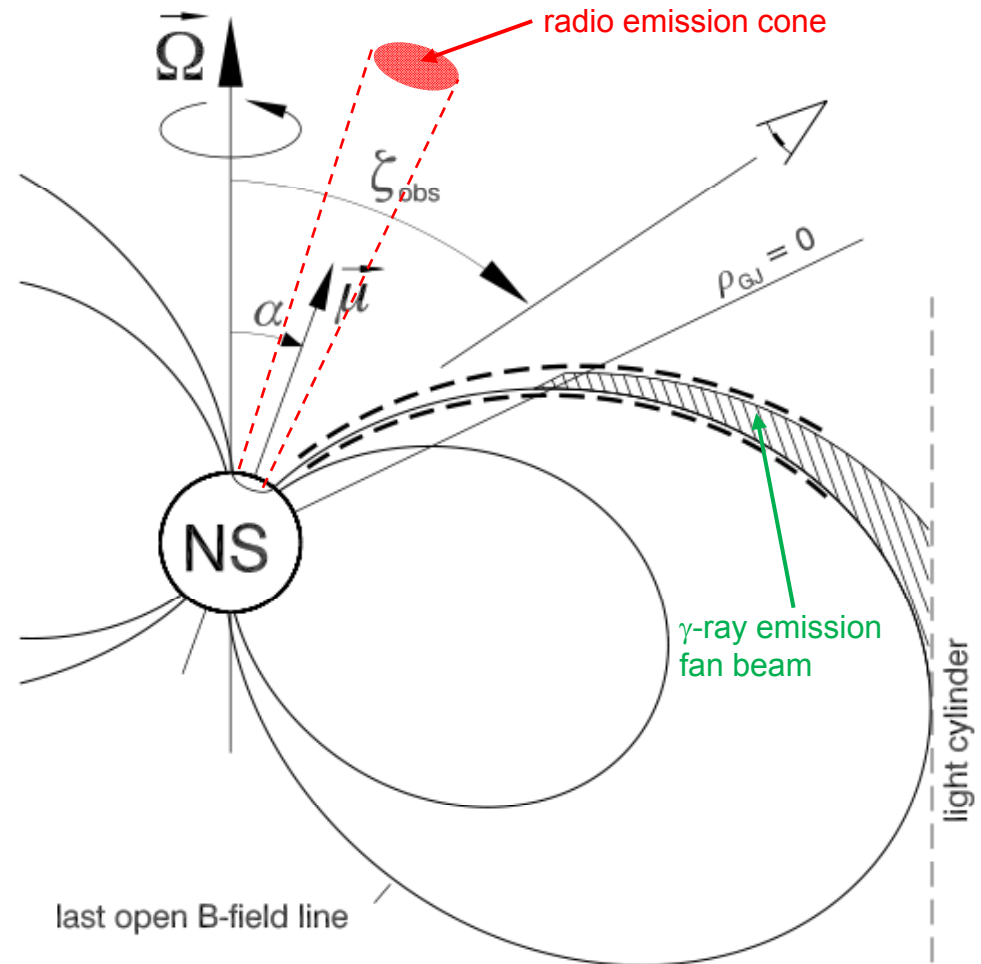 radio emission cone
Ω
ζobs
ρGJ = 0
α
μ
NS
γ-ray emission
fan beam
light cylinder
last open B-field line